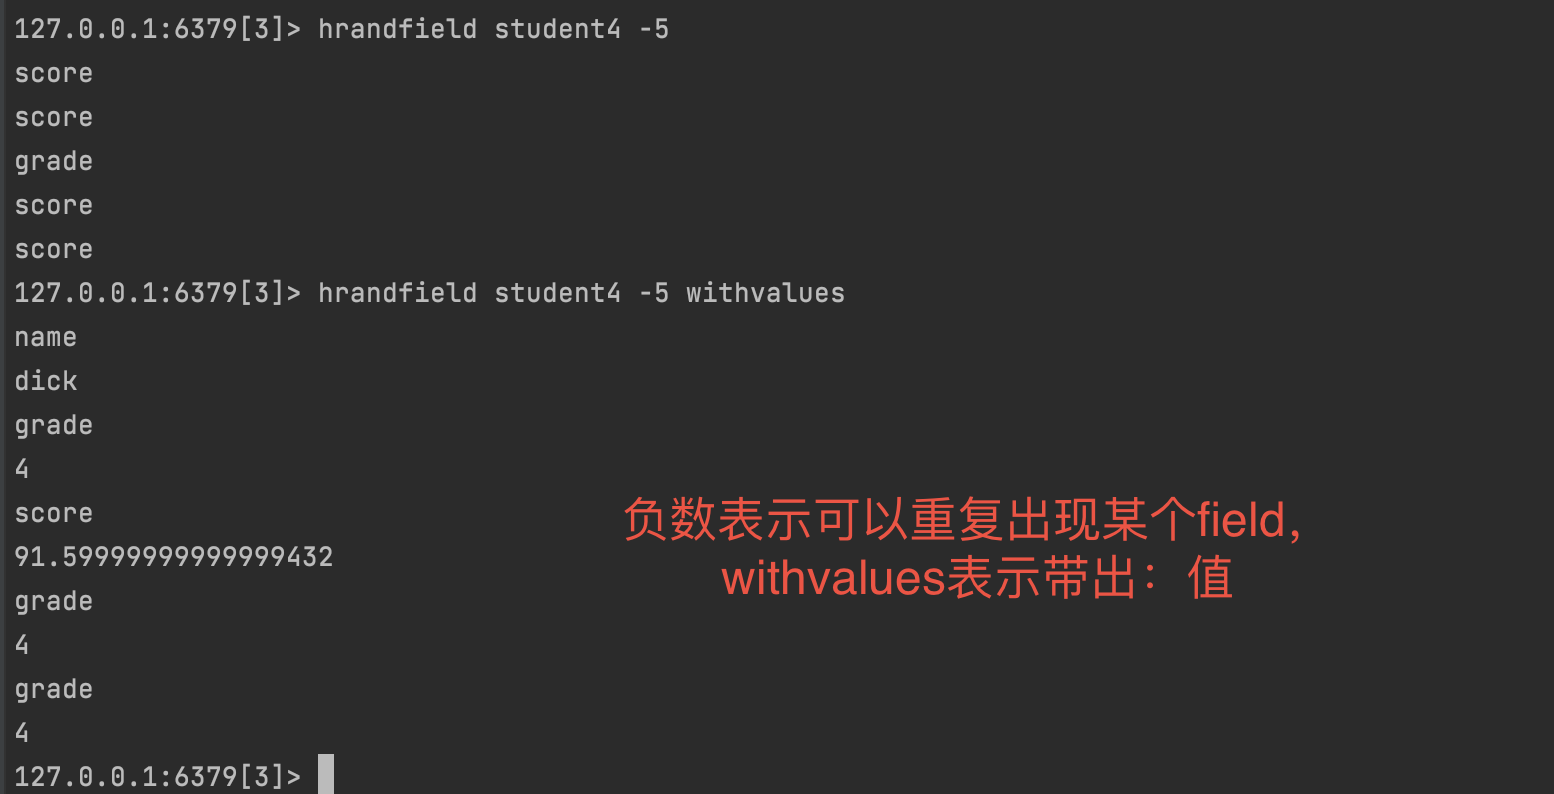 127.0.0.1:6379[3]> hrandfield student4 -5
score
score
grade
score
score
127.0.0.1:6379[3]> hrandfield student4 -5 withvalues
name
dick
grade
4
score
91.59999999999999432
grade
4
grade
4
127.0.0.1:6379[3]>
负数表示可以重复出现某个field，
withvalues表示带出：值